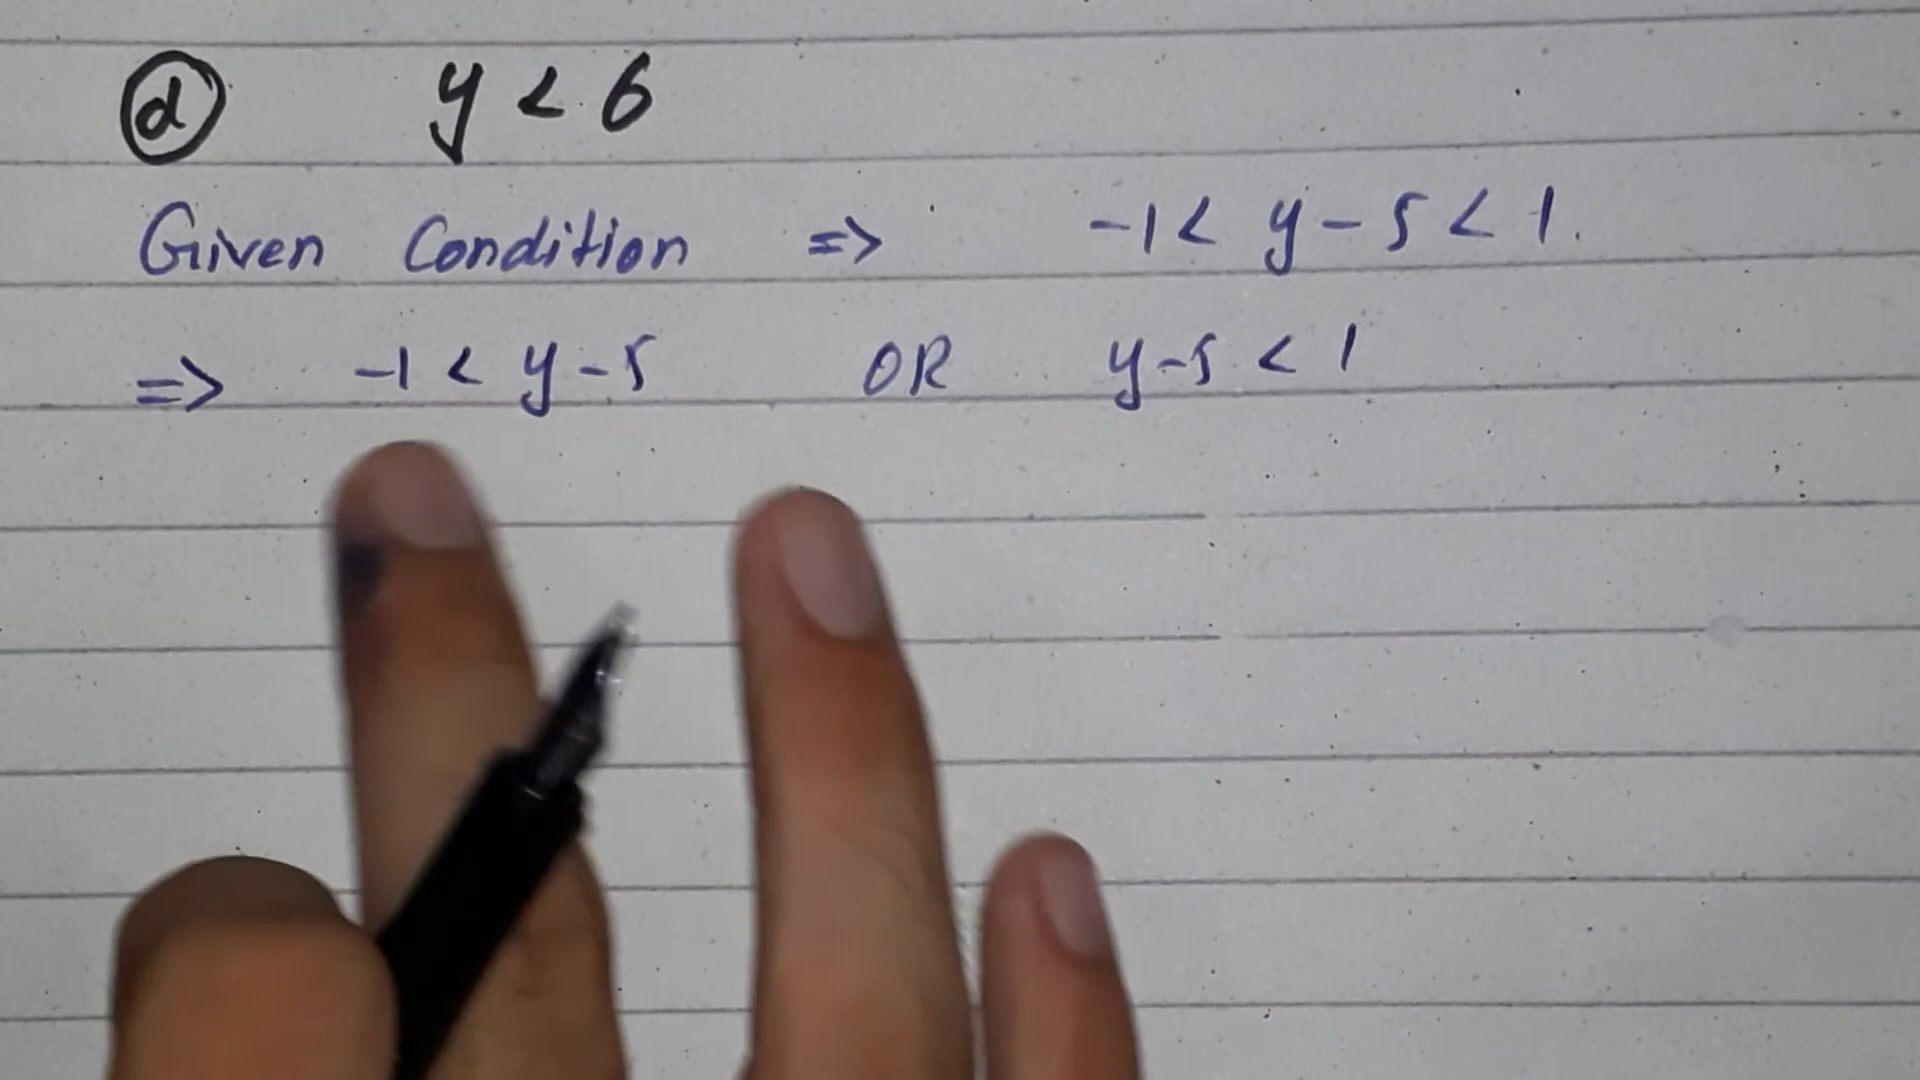 d y < 6
Given Condition => -1 < y - 5 < 1.
=> -1 < y - 5 OR y - 5 < 1